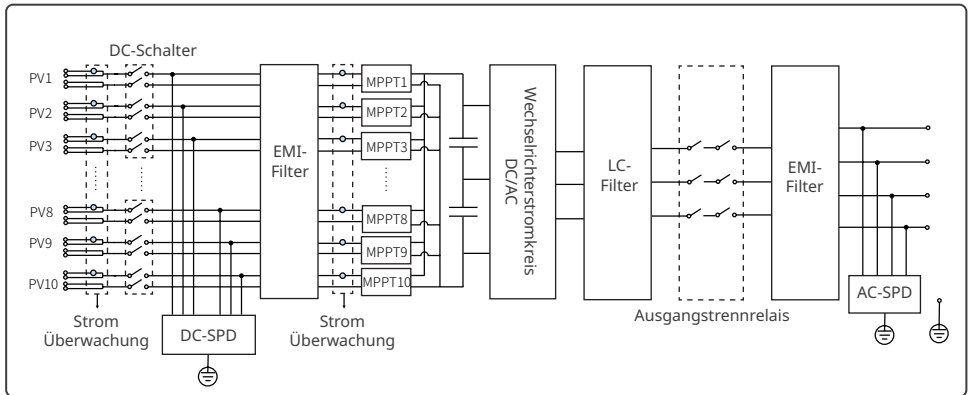 DC-Schalter
PV1
PV2
PV3
PV8
PV9
PV10
Strom
Überwachung
DC-SPD
EMI-
Filter
Strom
Überwachung
MPPT1
MPPT2
MPPT3
MPPT8
MPPT9
MPPT10
Wechselrichterstromkreis
DC/AC
LC-
Filter
Ausgangstrennrelais
EMI-
Filter
AC-SPD